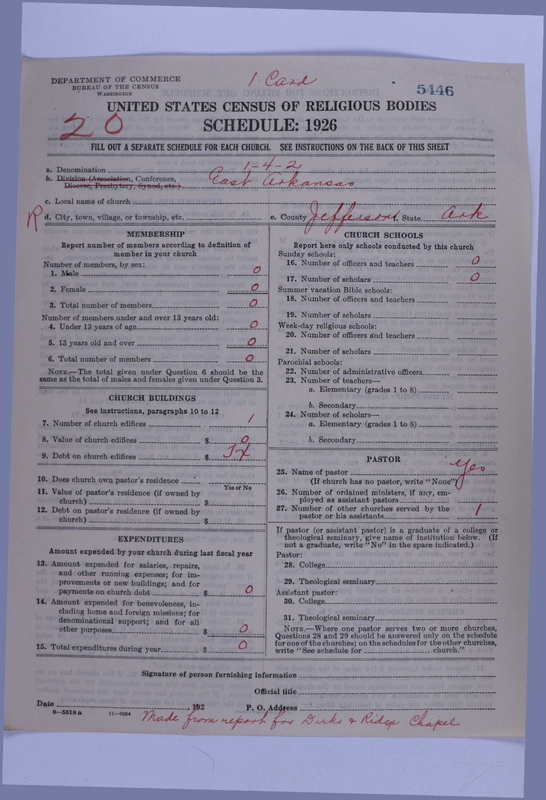 DEPARTMENT OF COMMERCE
BUREAU OF THE CENSUS
WASHINGTON
1 Card
5446
UNITED STATES CENSUS OF RELIGIOUS BODIES
20
SCHEDULE: 1926
FILL OUT A SEPARATE SCHEDULE FOR EACH CHURCH. SEE INSTRUCTIONS ON THE BACK OF THIS SHEET
a. Denomination 1-4-2
b. Division (Association, Conference, Diocese, Presbytery, Synod, etc.) East Arkansas
c. Local name of church
R d. City, town, village, or township, etc.
e. County Jefferson State Ark
MEMBERSHIP
Report number of members according to definition of member in your church
Number of members, by sex:
1. Male 0
2. Female 0
3. Total number of members 0
Number of members under and over 13 years old:
4. Under 13 years of age 0
5. 13 years old and over 0
6. Total number of members 0
NOTE.—The total given under Question 6 should be the same as the total of males and females given under Question 3.
CHURCH BUILDINGS
See instructions, paragraphs 10 to 12
7. Number of church edifices 1
8. Value of church edifices $ 0
9. Debt on church edifices $
10. Does church own pastor's residence
Yes or No
11. Value of pastor's residence (if owned by church) $
12. Debt on pastor's residence (if owned by church) $
EXPENDITURES
Amount expended by your church during last fiscal year
13. Amount expended for salaries, repairs, and other running expenses; for improvements or new buildings; and for payments on church debt $ 0
14. Amount expended for benevolences, including home and foreign missions; for denominational support; and for all other purposes $ 0
15. Total expenditures during year $ 0
CHURCH SCHOOLS
Report here only schools conducted by this church
Sunday schools:
16. Number of officers and teachers 0
17. Number of scholars 0
Summer vacation Bible schools:
18. Number of officers and teachers
19. Number of scholars
Week-day religious schools:
20. Number of officers and teachers
21. Number of scholars
Parochial schools:
22. Number of administrative officers
23. Number of teachers—
a. Elementary (grades 1 to 8)
b. Secondary
24. Number of scholars—
a. Elementary (grades 1 to 8)
b. Secondary
PASTOR
25. Name of pastor Yes
(If church has no pastor, write "None")
26. Number of ordained ministers, if any, employed as assistant pastors
27. Number of other churches served by the pastor or his assistants 1
If pastor (or assistant pastor) is a graduate of a college or theological seminary, give name of institution below. (If not a graduate, write "No" in the space indicated.)
Pastor:
28. College
29. Theological seminary
Assistant pastor:
30. College
31. Theological seminary
NOTE.—Where one pastor serves two or more churches, Questions 28 and 29 should be answered only on the schedule for one of the churches; on the schedules for the other churches, write "See schedule for church."
Signature of person furnishing information
Official title
Date 192
P. O. Address
6-5518a 11-9684
Made from report for Dirks & Ridge Chapel